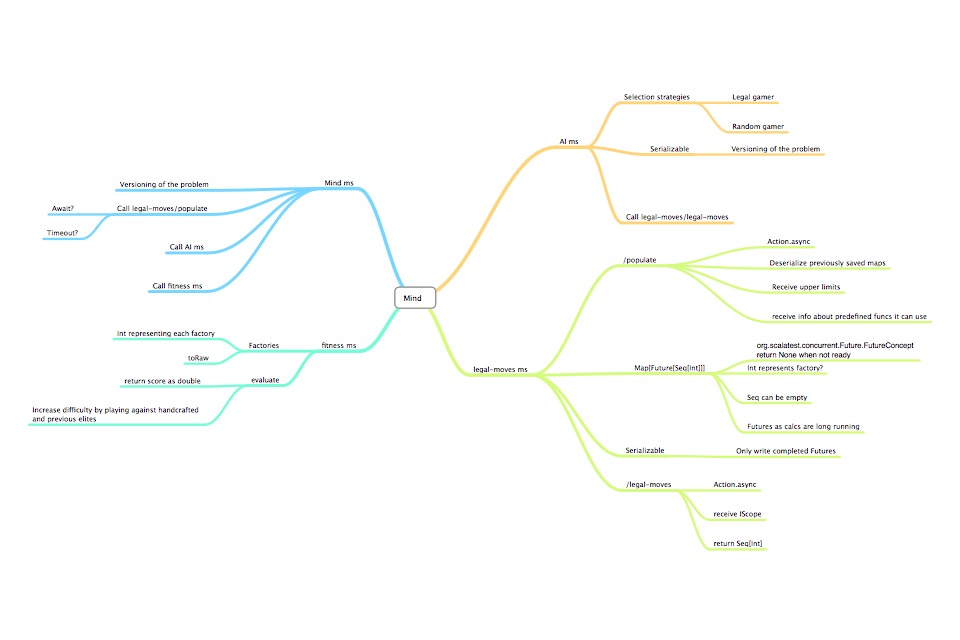 Mind
Mind ms
Versioning of the problem
Call legal-moves/populate
Await?
Timeout?
Call AI ms
Call fitness ms
fitness ms
Factories
Int representing each factory
toRaw
evaluate
return score as double
Increase difficulty by playing against handcrafted
and previous elites
AI ms
Selection strategies
Legal gamer
Random gamer
Serializable
Versioning of the problem
Call legal-moves/legal-moves
legal-moves ms
/populate
Action.async
Deserialize previously saved maps
Receive upper limits
receive info about predefined funcs it can use
Map[Future[Seq[Int]]]
org.scalatest.concurrent.Future.FutureConcept
return None when not ready
Int represents factory?
Seq can be empty
Futures as calcs are long running
Serializable
Only write completed Futures
/legal-moves
Action.async
receive IScope
return Seq[Int]